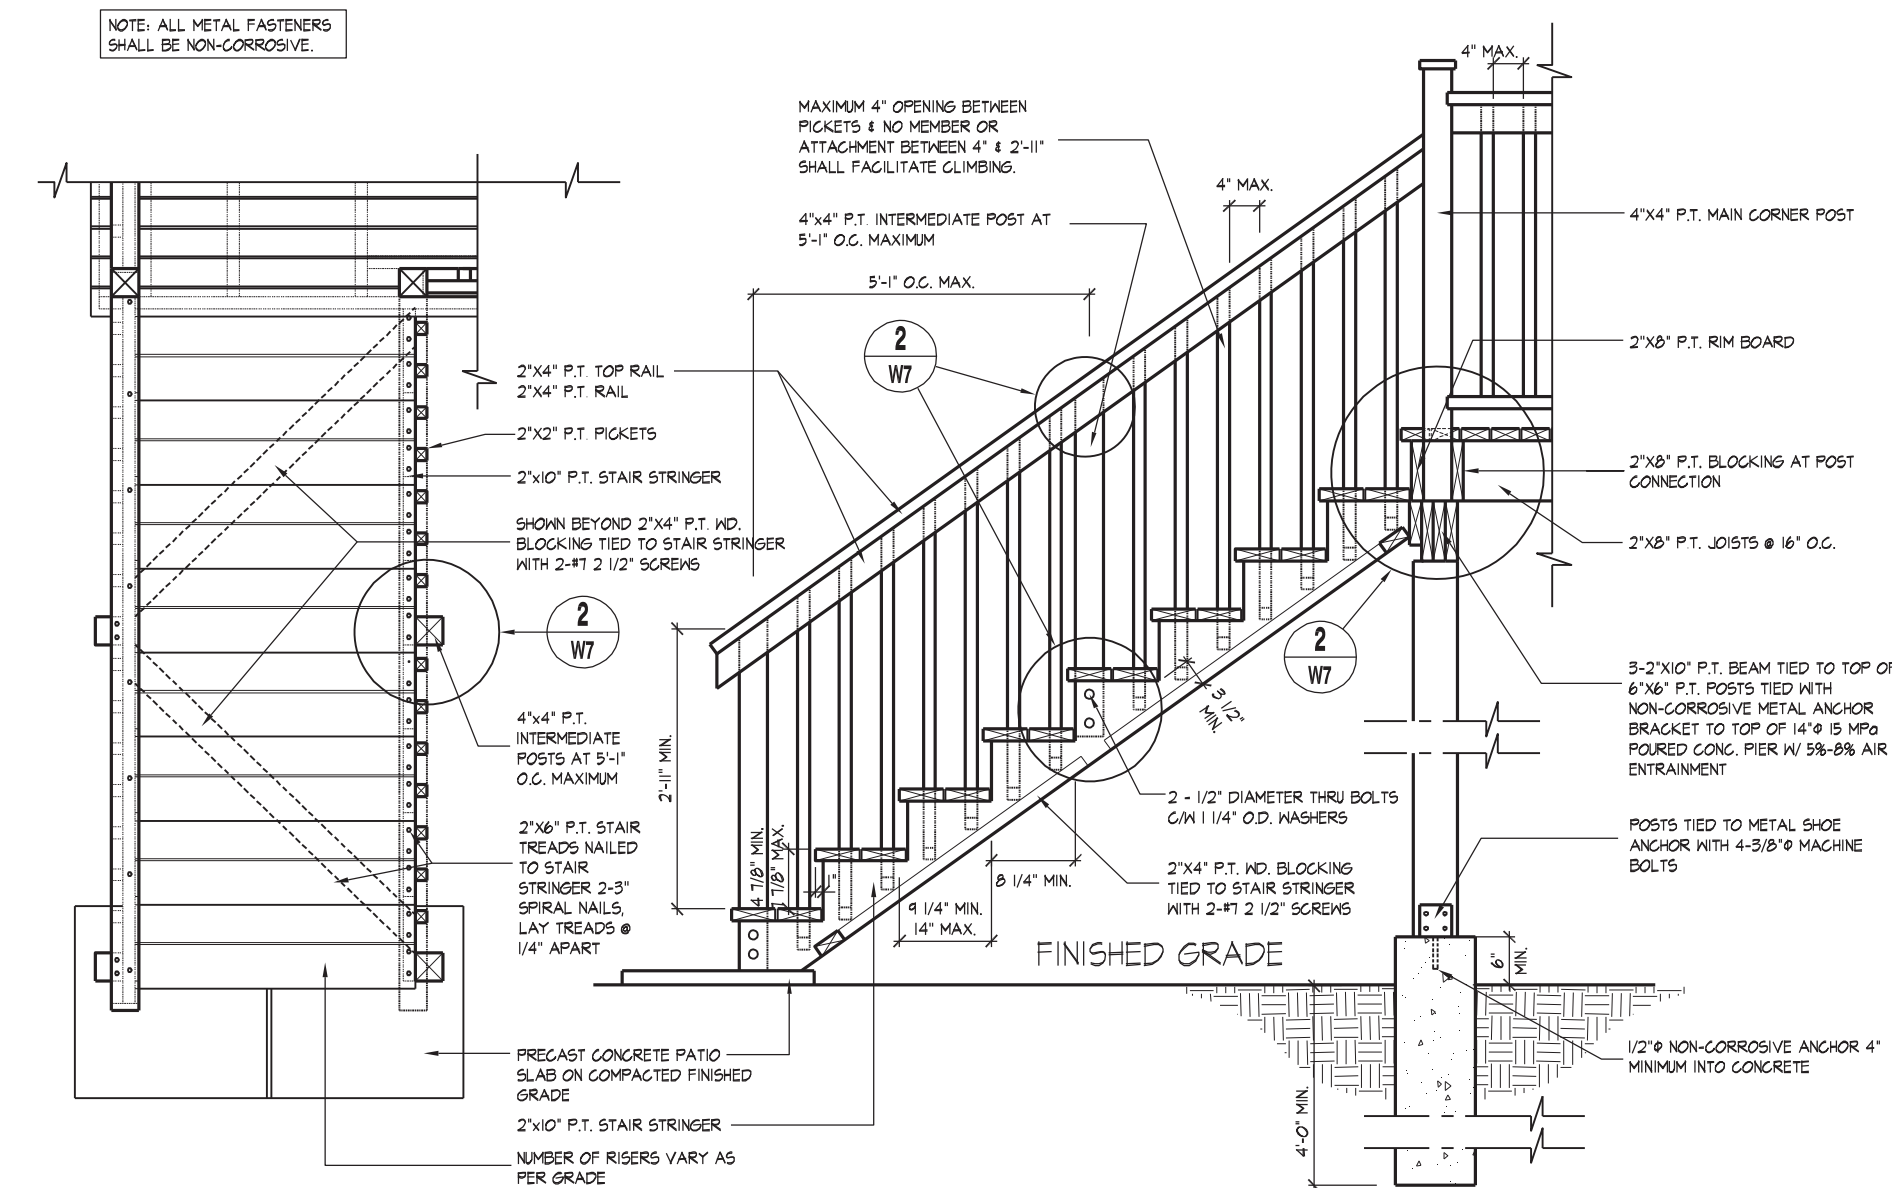 NOTE: ALL METAL FASTENERS
SHALL BE NON-CORROSIVE.
4" MAX.
MAXIMUM 4" OPENING BETWEEN
PICKETS & NO MEMBER OR
ATTACHMENT BETWEEN 4" & 2'-11"
SHALL FACILITATE CLIMBING.
4" MAX.
4"x4" P.T. INTERMEDIATE POST AT
5'-1" O.C. MAXIMUM
4"X4" P.T. MAIN CORNER POST
5'-1" O.C. MAX.
2
W7
2"X8" P.T. RIM BOARD
2"X4" P.T. TOP RAIL
2"X4" P.T. RAIL
2"X2" P.T. PICKETS
2"x10" P.T. STAIR STRINGER
2"X8" P.T. BLOCKING AT POST
CONNECTION
SHOWN BEYOND 2"X4" P.T. WD.
BLOCKING TIED TO STAIR STRINGER
WITH 2-#7 2 1/2" SCREWS
2"X8" P.T. JOISTS @ 16" O.C.
2
W7
2
W7
3-2"X10" P.T. BEAM TIED TO TOP OF
6"X6" P.T. POSTS TIED WITH
NON-CORROSIVE METAL ANCHOR
BRACKET TO TOP OF 14"Φ 15 MPa
POURED CONC. PIER W/ 5%-8% AIR
ENTRAINMENT
3 1/2"
MIN.
4"x4" P.T.
INTERMEDIATE
POSTS AT 5'-1"
O.C. MAXIMUM
2'-11" MIN.
2 - 1/2" DIAMETER THRU BOLTS
C/W 1 1/4" O.D. WASHERS
2"X6" P.T. STAIR
TREADS NAILED
TO STAIR
STRINGER 2-3"
SPIRAL NAILS,
LAY TREADS @
1/4" APART
4 7/8" MIN.
7 7/8" MAX.
1"
8 1/4" MIN.
9 1/4" MIN.
14" MAX.
2"X4" P.T. WD. BLOCKING
TIED TO STAIR STRINGER
WITH 2-#7 2 1/2" SCREWS
POSTS TIED TO METAL SHOE
ANCHOR WITH 4-3/8"Φ MACHINE
BOLTS
FINISHED GRADE
6"
MIN.
PRECAST CONCRETE PATIO
SLAB ON COMPACTED FINISHED
GRADE
1/2"Φ NON-CORROSIVE ANCHOR 4"
MINIMUM INTO CONCRETE
4'-0" MIN.
2"x10" P.T. STAIR STRINGER
NUMBER OF RISERS VARY AS
PER GRADE